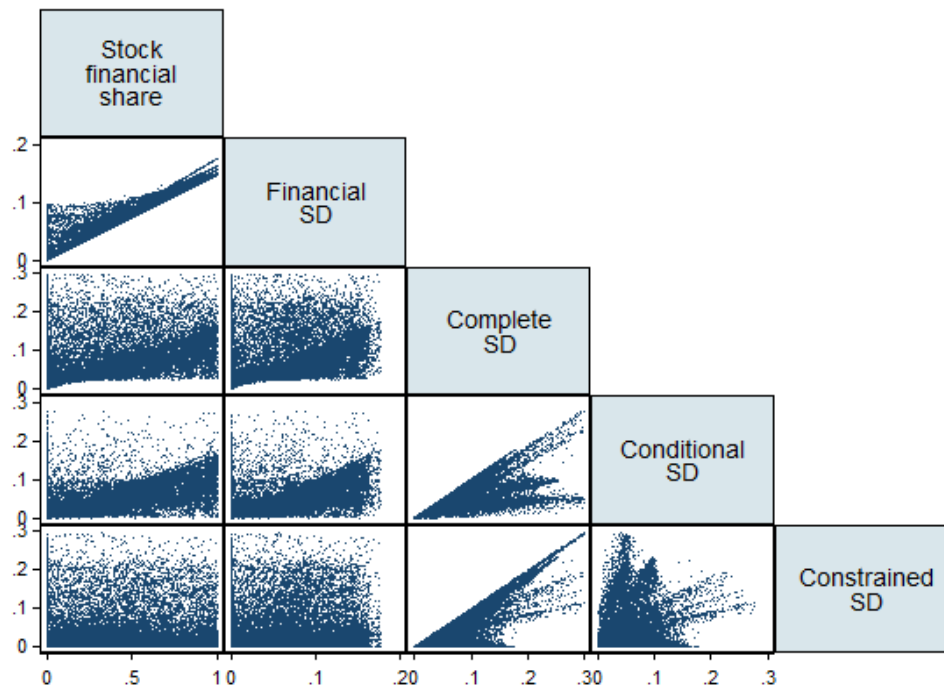 Stock
financial
share
.2
.1
0
Financial
SD
.3
.2
.1
0
Complete
SD
.3
.2
.1
0
Conditional
SD
.3
.2
.1
0
Constrained
SD
0 .5 1 0 .1 .2 0 .1 .2 .3 0 .1 .2 .3